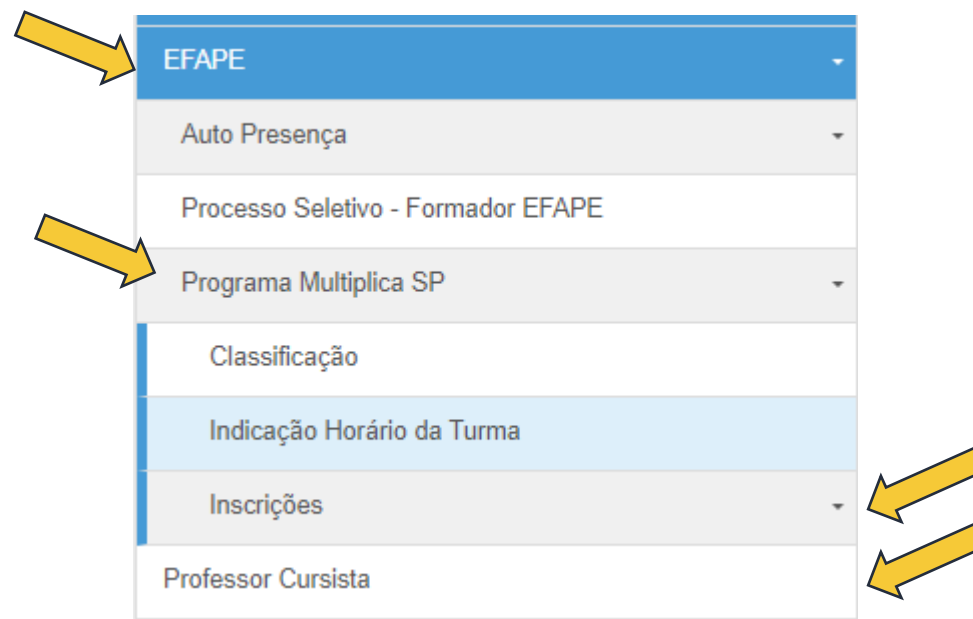 EFAPE
Auto Presença
Processo Seletivo - Formador EFAPE
Programa Multiplica SP
Classificação
Indicação Horário da Turma
Inscrições
Professor Cursista